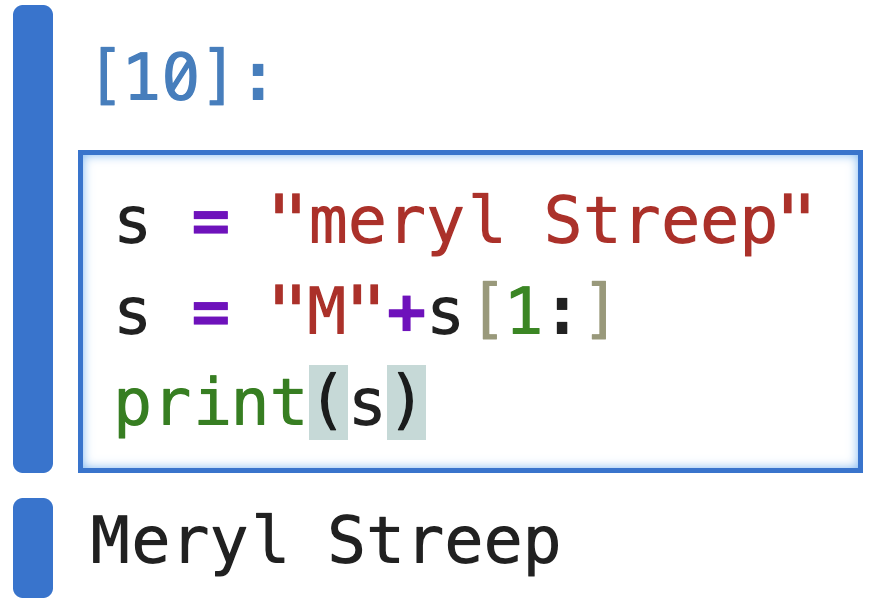 [10]:
s = "meryl Streep"
s = "M"+s[1:]
print(s)
Meryl Streep